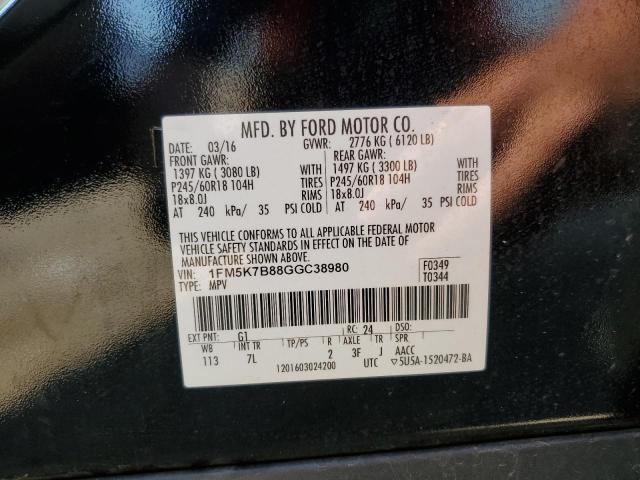 MFD. BY FORD MOTOR CO.
DATE: 03/16 GVWR: 2776 KG ( 6120 LB)
FRONT GAWR: REAR GAWR:
1397 KG ( 3080 LB) WITH 1497 KG ( 3300 LB) WITH
P245/60R18 104H TIRES P245/60R18 104H TIRES
18x8.0J RIMS 18x8.0J RIMS
AT 240 kPa/ 35 PSI COLD AT 240 kPa/ 35 PSI COLD
THIS VEHICLE CONFORMS TO ALL APPLICABLE FEDERAL MOTOR
VEHICLE SAFETY STANDARDS IN EFFECT ON THE DATE OF
MANUFACTURE SHOWN ABOVE.
VIN: 1FM5K7B88GGC38980 F0349
TYPE: MPV T0344
EXT PNT: G1 RC: 24 DSO:
WB INT TR TP/PS R AXLE TR SPR
113 7L 2 3F J AACC
1201603024200 UTC ▽5U5A-1520472-BA